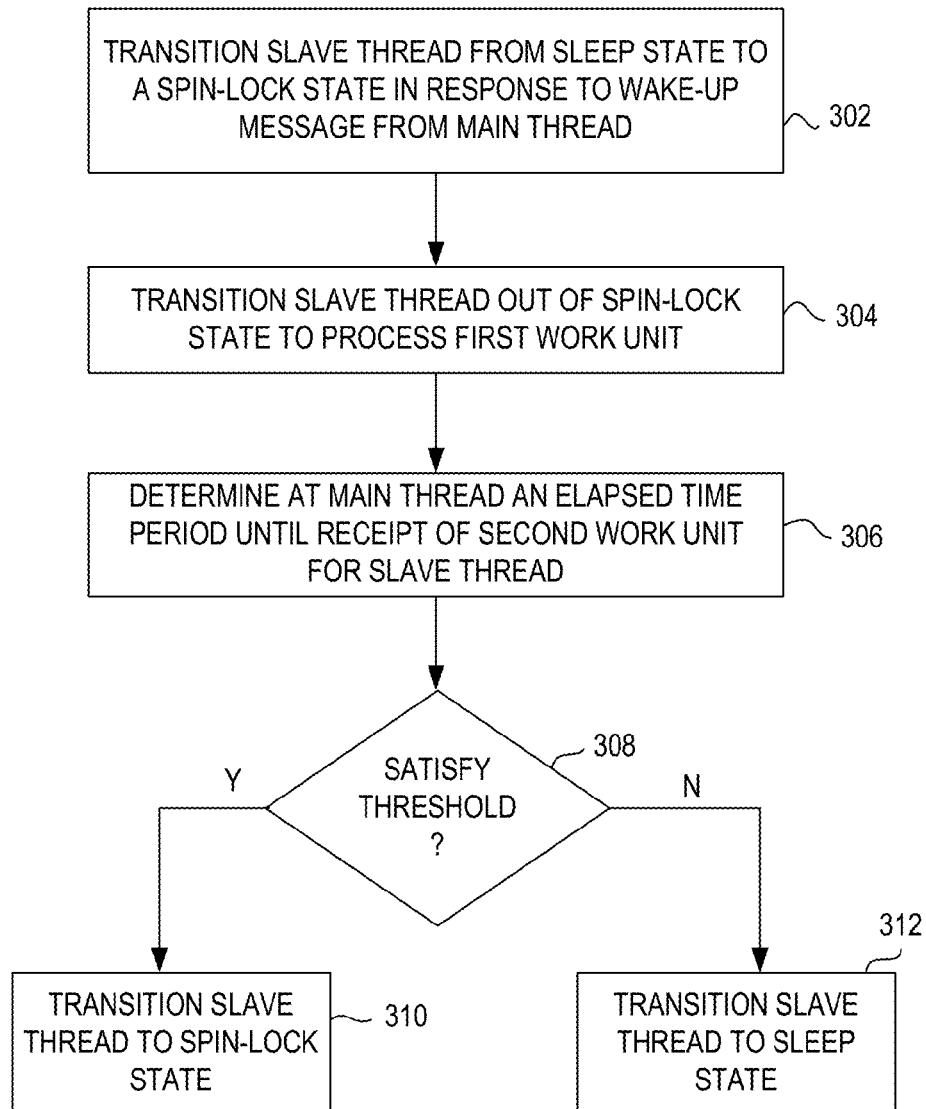 TRANSITION SLAVE THREAD FROM SLEEP STATE TO
A SPIN-LOCK STATE IN RESPONSE TO WAKE-UP
MESSAGE FROM MAIN THREAD
302
TRANSITION SLAVE THREAD OUT OF SPIN-LOCK
STATE TO PROCESS FIRST WORK UNIT
304
DETERMINE AT MAIN THREAD AN ELAPSED TIME
PERIOD UNTIL RECEIPT OF SECOND WORK UNIT
FOR SLAVE THREAD
306
SATISFY
THRESHOLD
?
308
Y
N
TRANSITION SLAVE
THREAD TO SPIN-LOCK
STATE
310
TRANSITION SLAVE
THREAD TO SLEEP
STATE
312